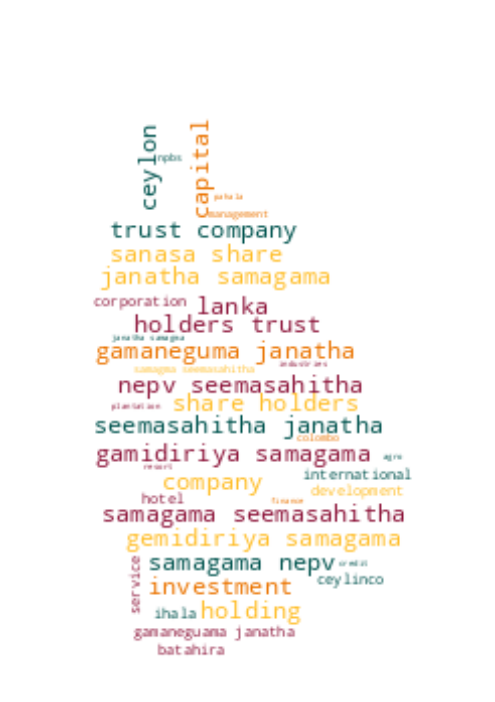 ceylon
npbs
capital
pahala
management
trust company
sanasa share
janatha samagama
corporation
lanka
holders trust
janatha samagma
gamaneguma janatha
industries
samagma seemasahitha
nepv seemasahitha
plantation
share holders
seemasahitha janatha
colombo
gamidiriya samagama
agro
resort
international
company
development
hotel
finance
samagama seemasahitha
gemidiriya samagama
samagama nepv
credit
service
ceylinco
investment
ihala
holding
gamaneguama janatha
batahira